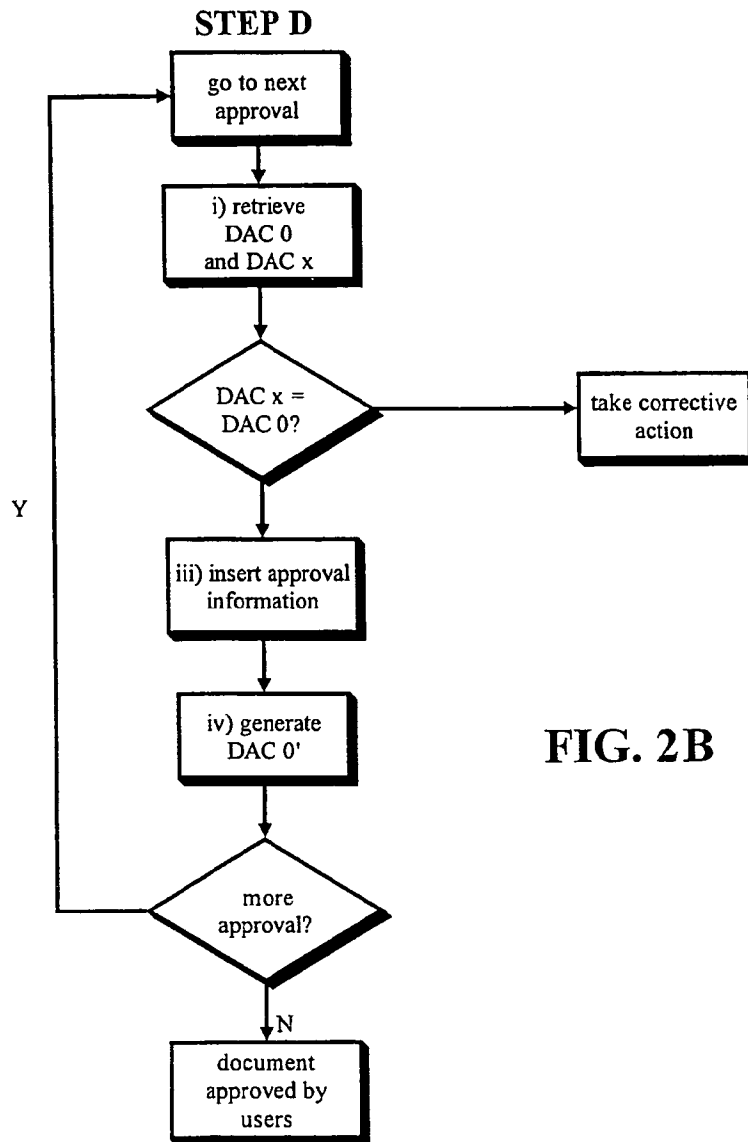 STEP D
go to next
approval
i) retrieve
DAC 0
and DAC x
DAC x =
DAC 0?
take corrective
action
Y
iii) insert approval
information
iv) generate
DAC 0'
FIG. 2B
more
approval?
N
document
approved by
users